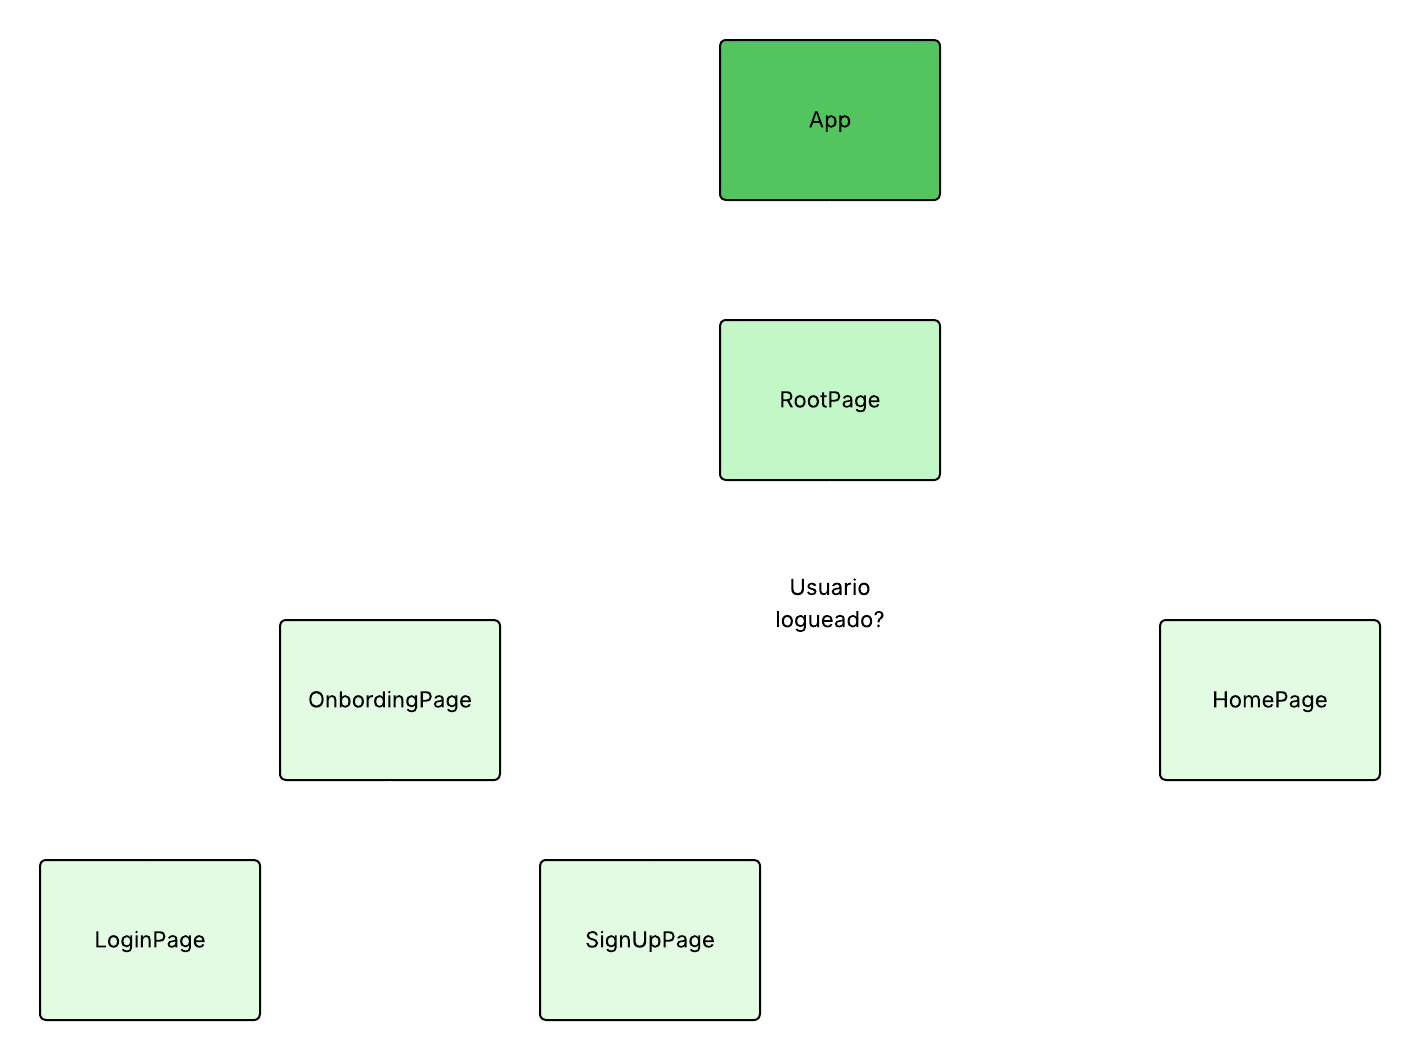 App
RootPage
Usuario
logueado?
OnbordingPage
HomePage
LoginPage
SignUpPage